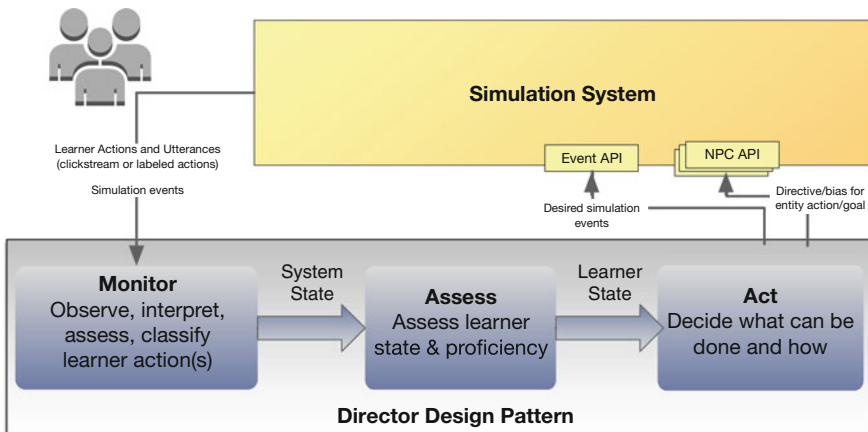 Simulation System
Learner Actions and Utterances
(clickstream or labeled actions)
Simulation events
Event API
NPC API
Desired simulation
events
Directive/bias for
entity action/goal
Monitor
Observe, interpret,
assess, classify
learner action(s)
System
State
Assess
Assess learner
state & proficiency
Learner
State
Act
Decide what can be
done and how
Director Design Pattern